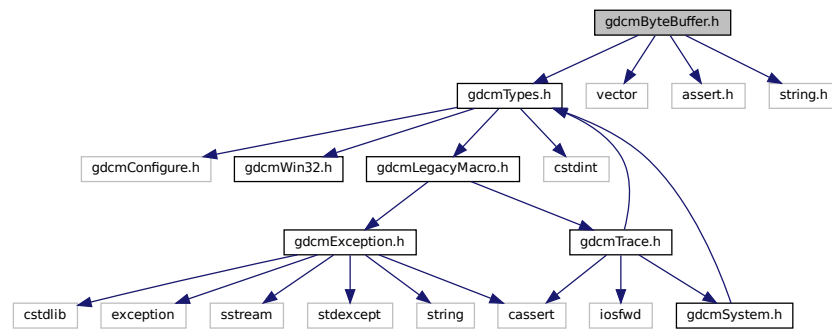 gdcmByteBuffer.h
gdcmTypes.h
vector
assert.h
string.h
gdcmConfigure.h
gdcmWin32.h
gdcmLegacyMacro.h
cstdint
gdcmException.h
gdcmTrace.h
cstdlib
exception
sstream
stdexcept
string
cassert
iosfwd
gdcmSystem.h